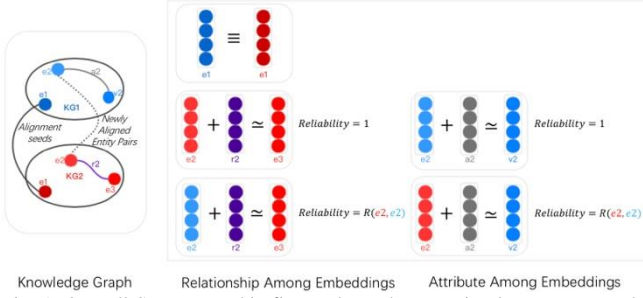 e1 e1
e2 a2 v2
e1 KG1
Alignment seeds
Newly Aligned Entity Pairs
e2 r2
KG2 e3
e1
e2 r2 e3 Reliability = 1
e2 a2 v2 Reliability = 1
e2 r2 e3 Reliability = R(e2, e2)
e2 a2 v2 Reliability = R(e2, e2)
Knowledge Graph
Relationship Among Embeddings
Attribute Among Embeddings